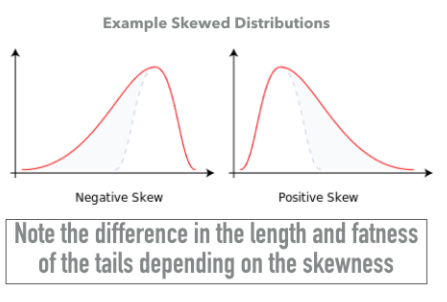 Example Skewed Distributions
Negative Skew
Positive Skew
Note the difference in the length and fatness
of the tails depending on the skewness